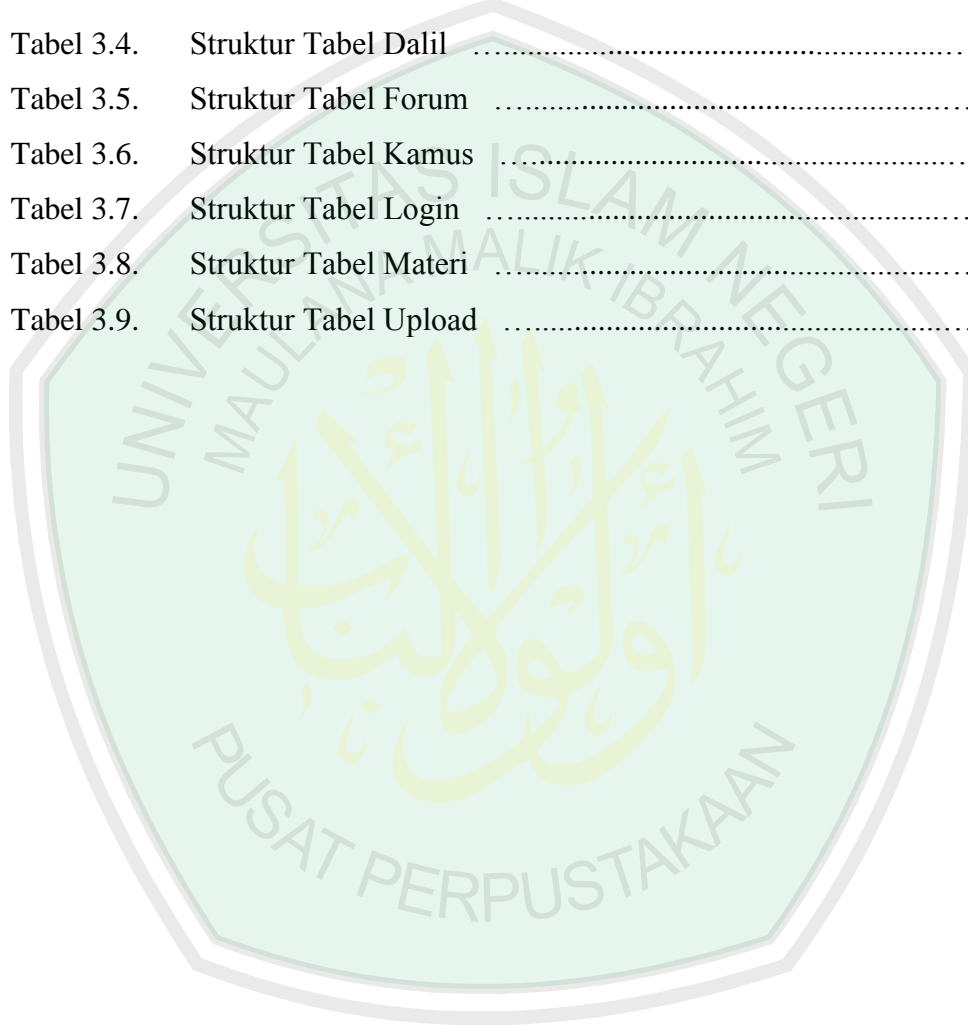 Tabel 3.4. Struktur Tabel Dalil ….............................................................…
Tabel 3.5. Struktur Tabel Forum ….............................................................…
Tabel 3.6. Struktur Tabel Kamus ….............................................................…
Tabel 3.7. Struktur Tabel Login ….............................................................…
Tabel 3.8. Struktur Tabel Materi ….............................................................…
Tabel 3.9. Struktur Tabel Upload ….............................................................…
UNIVERSITAS ISLAM NEGERI
MAULANA MALIK IBRAHIM
أولوا الألباب
PUSAT PERPUSTAKAAN